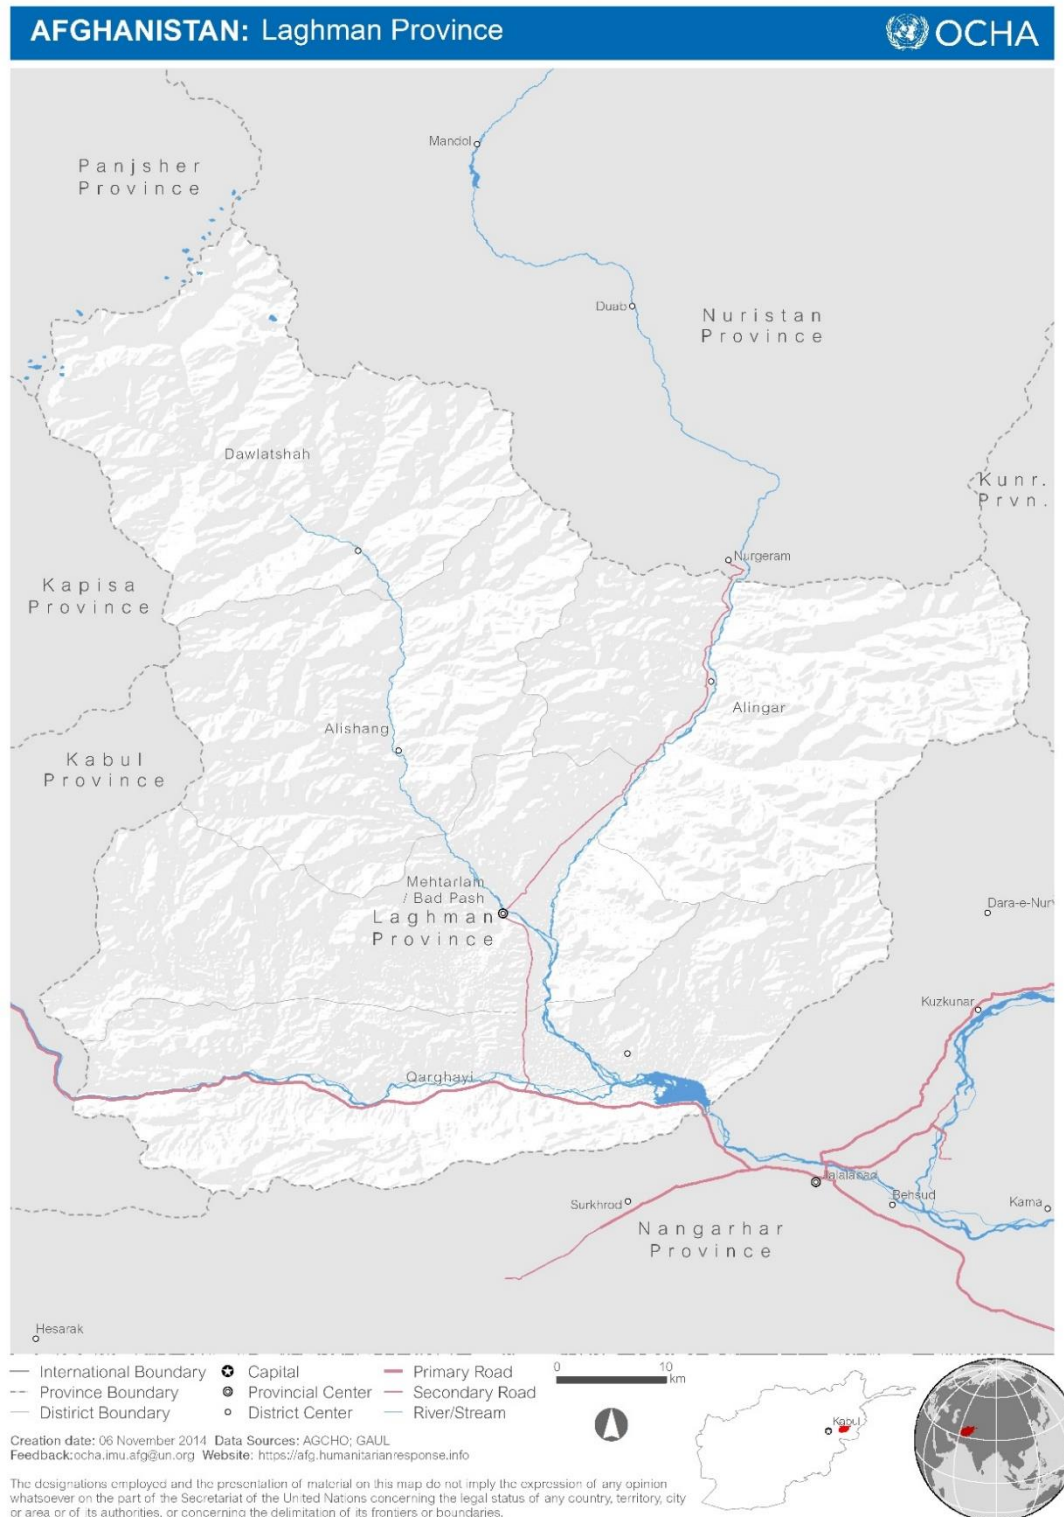 AFGHANISTAN: Laghman Province
OCHA
Mandol
Panjsher
Province
Duab
Nuristan
Province
Dawlatshah
Kunr.
Prvn.
Nurgeram
Kapisa
Province
Alingar
Alishang
Kabul
Province
Mehtarlam
/ Bad Pash
Laghman
Province
Dara-e-Nur
Kuzkunar
Qarghayi
Jalalabad
Surkhrod
Behsud
Kama
Nangarhar
Province
Hesarak
International Boundary
Province Boundary
Distirict Boundary
Capital
Provincial Center
District Center
Primary Road
Secondary Road
River/Stream
0 10
km
Kabul
Creation date: 06 November 2014 Data Sources: AGCHO; GAUL
Feedback:ocha.imu.afg@un.org Website: https://afg.humanitarianresponse.info
The designations employed and the presentation of material on this map do not imply the expression of any opinion
whatsoever on the part of the Secretariat of the United Nations concerning the legal status of any country, territory, city
or area or of its authorities, or concerning the delimitation of its frontiers or boundaries.